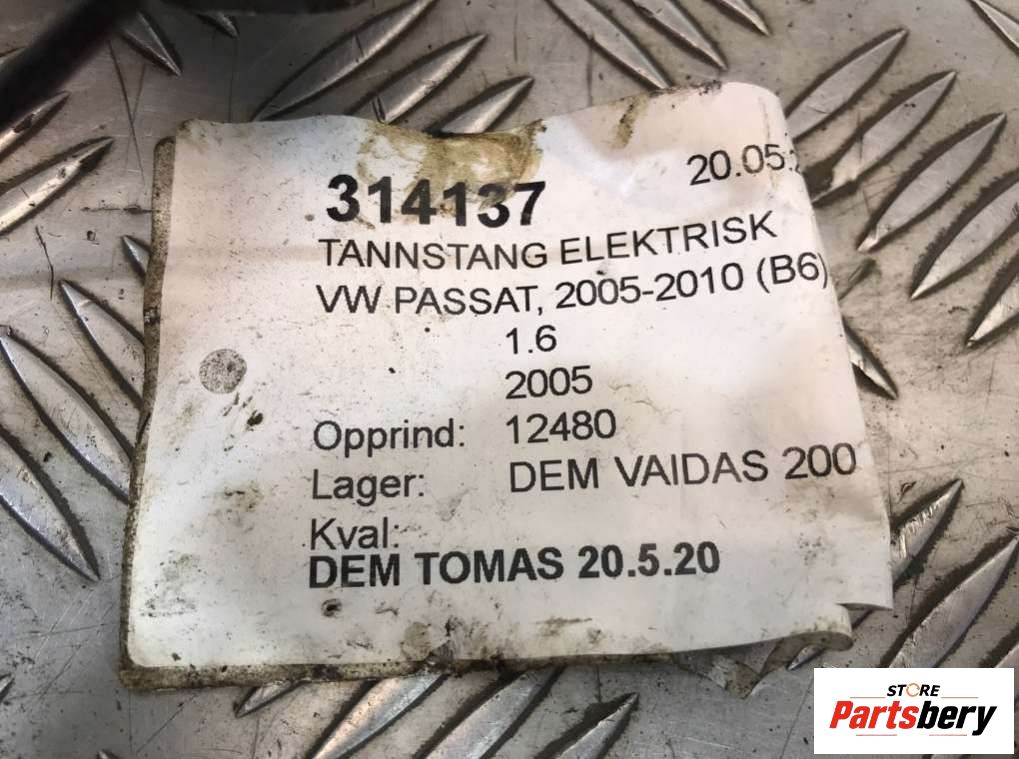 314137
20.05.
TANNSTANG ELEKTRISK
VW PASSAT, 2005-2010 (B6)
1.6
2005
Opprind: 12480
Lager: DEM VAIDAS 200
Kval:
DEM TOMAS 20.5.20
STORE
Partsbery